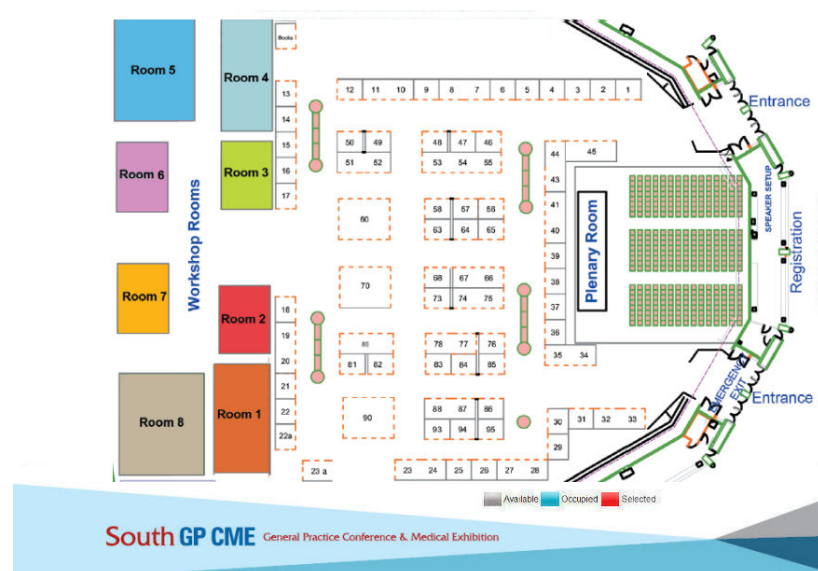 Books
Room 5
Room 4
12 11 10 9 8 7 6 5 4 3 2 1
13
14
15
16
17
Entrance
50 49
51 52
48 47 46
53 54 55
44
45
43
41
40
39
38
37
36
35 34
Room 6
Room 3
Workshop Rooms
60
58 57 56
63 64 65
Plenary Room
SPEAKER SETUP
Registration
70
68 67 66
73 74 75
Room 7
Room 2
18
19
20
21
22
22a
80
81 82
78 77 76
83 84 85
EMERGENCY
EXIT
Entrance
Room 8
Room 1
90
88 87 86
93 94 95
30 31 32 33
29
23 a
23 24 25 26 27 28
Available Occupied Selected
South GP CME General Practice Conference & Medical Exhibition